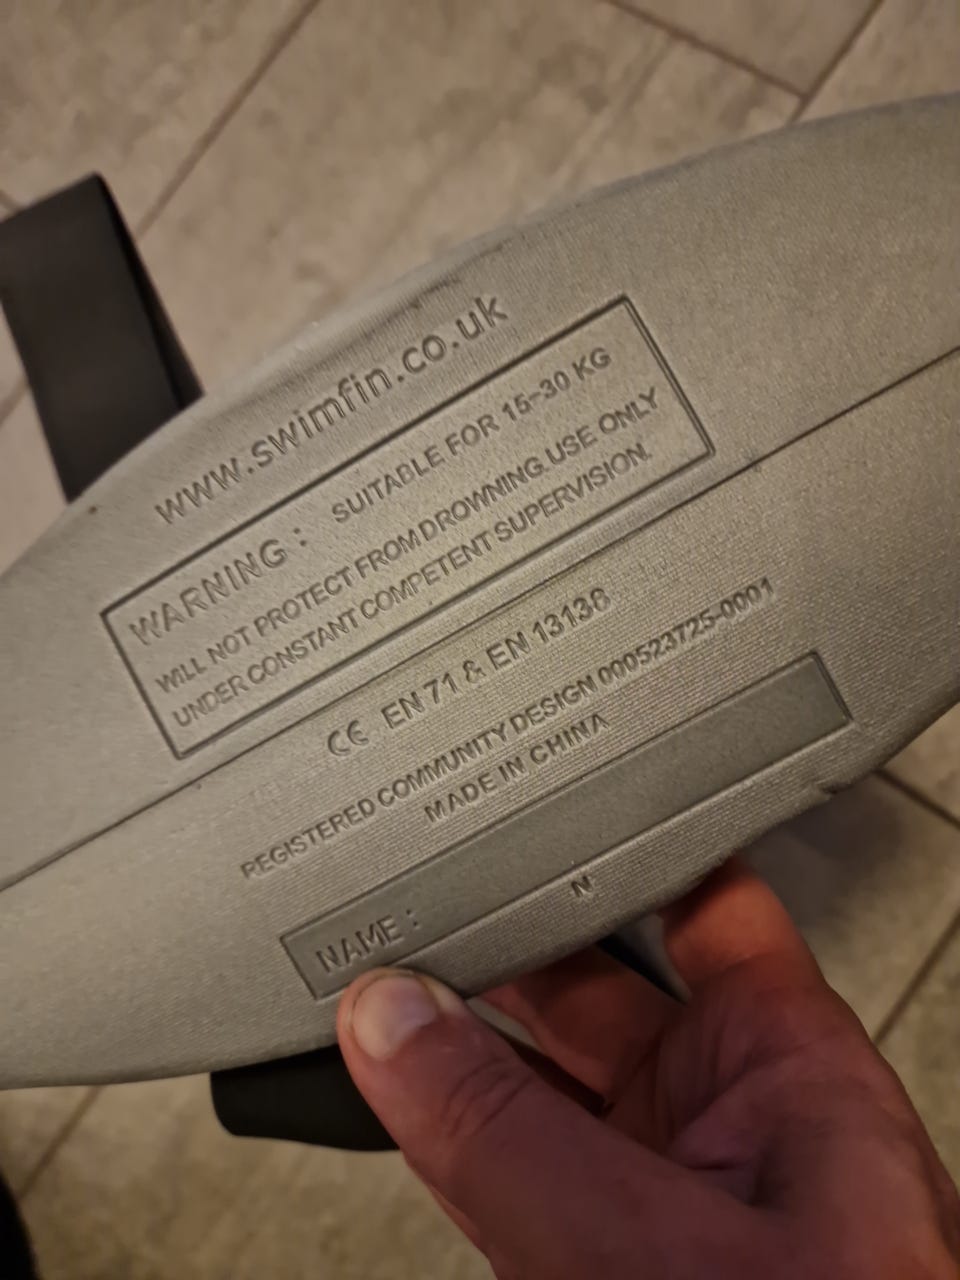 www.swimfin.co.uk
WARNING : SUITABLE FOR 15-30 KG
WILL NOT PROTECT FROM DROWNING.USE ONLY
UNDER CONSTANT COMPETENT SUPERVISION.
CE EN 71 & EN 13138
REGISTERED COMMUNITY DESIGN 000523725-0001
MADE IN CHINA
NAME :
N